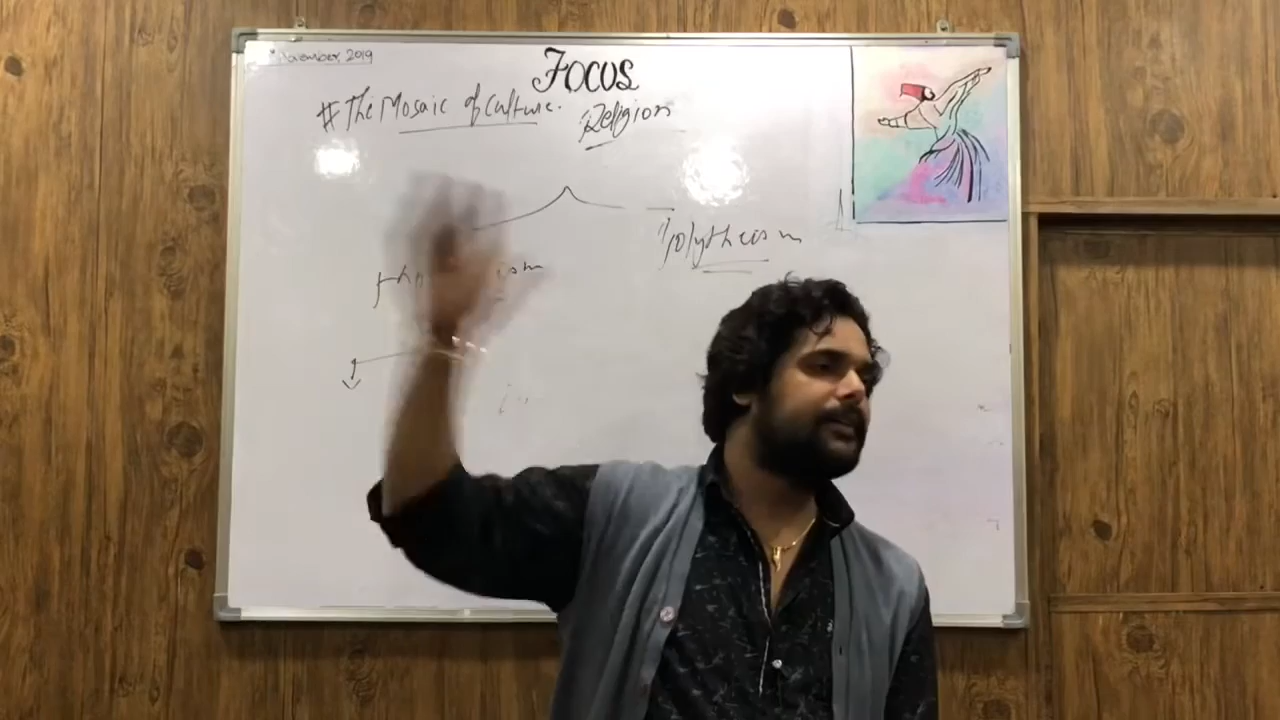 November 2019
FOCUS
#The Mosaic of Culture.
Religion
Polytheism